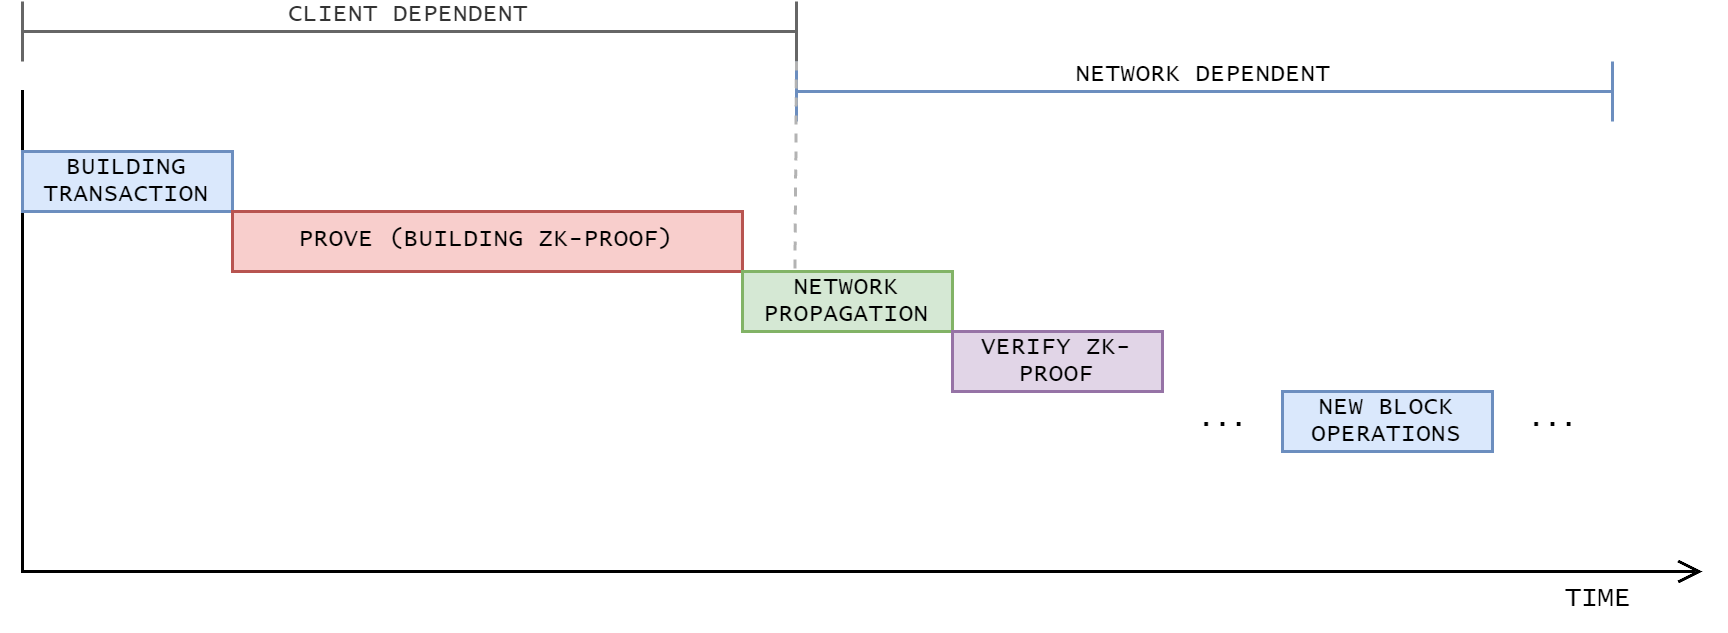 CLIENT DEPENDENT
NETWORK DEPENDENT
BUILDING
TRANSACTION
PROVE (BUILDING ZK-PROOF)
NETWORK
PROPAGATION
VERIFY ZK-
PROOF
... NEW BLOCK ...
OPERATIONS
TIME